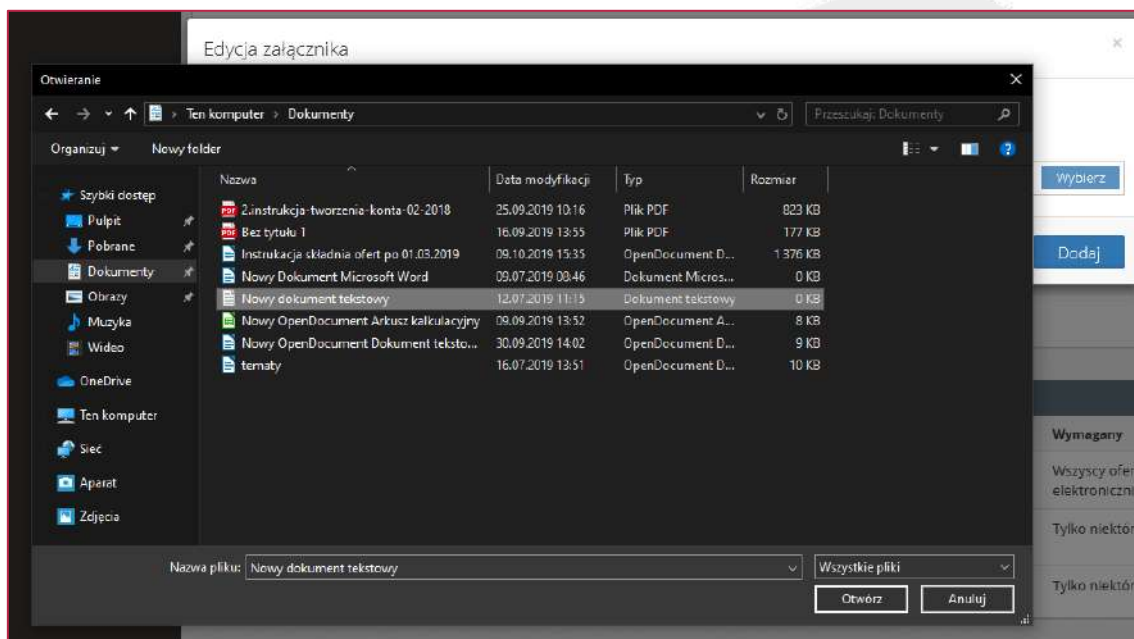 Edycja załącznika
×
Otwieranie
Ten komputer > Dokumenty
Przeszukaj: Dokumenty
Organizuj
Nowy folder
Nazwa Data modyfikacji Typ Rozmiar
Szybki dostęp
Pulpit
Pobrane
Dokumenty
Obrazy
Muzyka
Wideo
OneDrive
Ten komputer
Sieć
Aparat
Zdjęcia
2.instrukcja-tworzenia-konta-02-2018 25.09.2019 10:16 Plik PDF 823 KB
Bez tytułu 1 16.09.2019 13:55 Plik PDF 177 KB
Instrukacja składnia ofert po 01.03.2019 09.10.2019 15:35 OpenDocument D... 1 376 KB
Nowy Dokument Microsoft Word 09.07.2019 08:46 Dokument Micros... 0 KB
Nowy dokument tekstowy 12.07.2019 11:15 Dokument tekstowy 0 KB
Nowy OpenDocument Arkusz kalkulacyjny 09.09.2019 13:52 OpenDocument A... 8 KB
Nowy OpenDocument Dokument teksto... 30.09.2019 14:02 OpenDocument D... 9 KB
tematy 16.07.2019 13:51 OpenDocument D... 10 KB
Nazwa pliku: Nowy dokument tekstowy
Wszystkie pliki
Otwórz Anuluj
Wybierz
Dodaj
Wymagany
Wszyscy ofer
elektroniczni
Tylko niektór
Tylko niektór